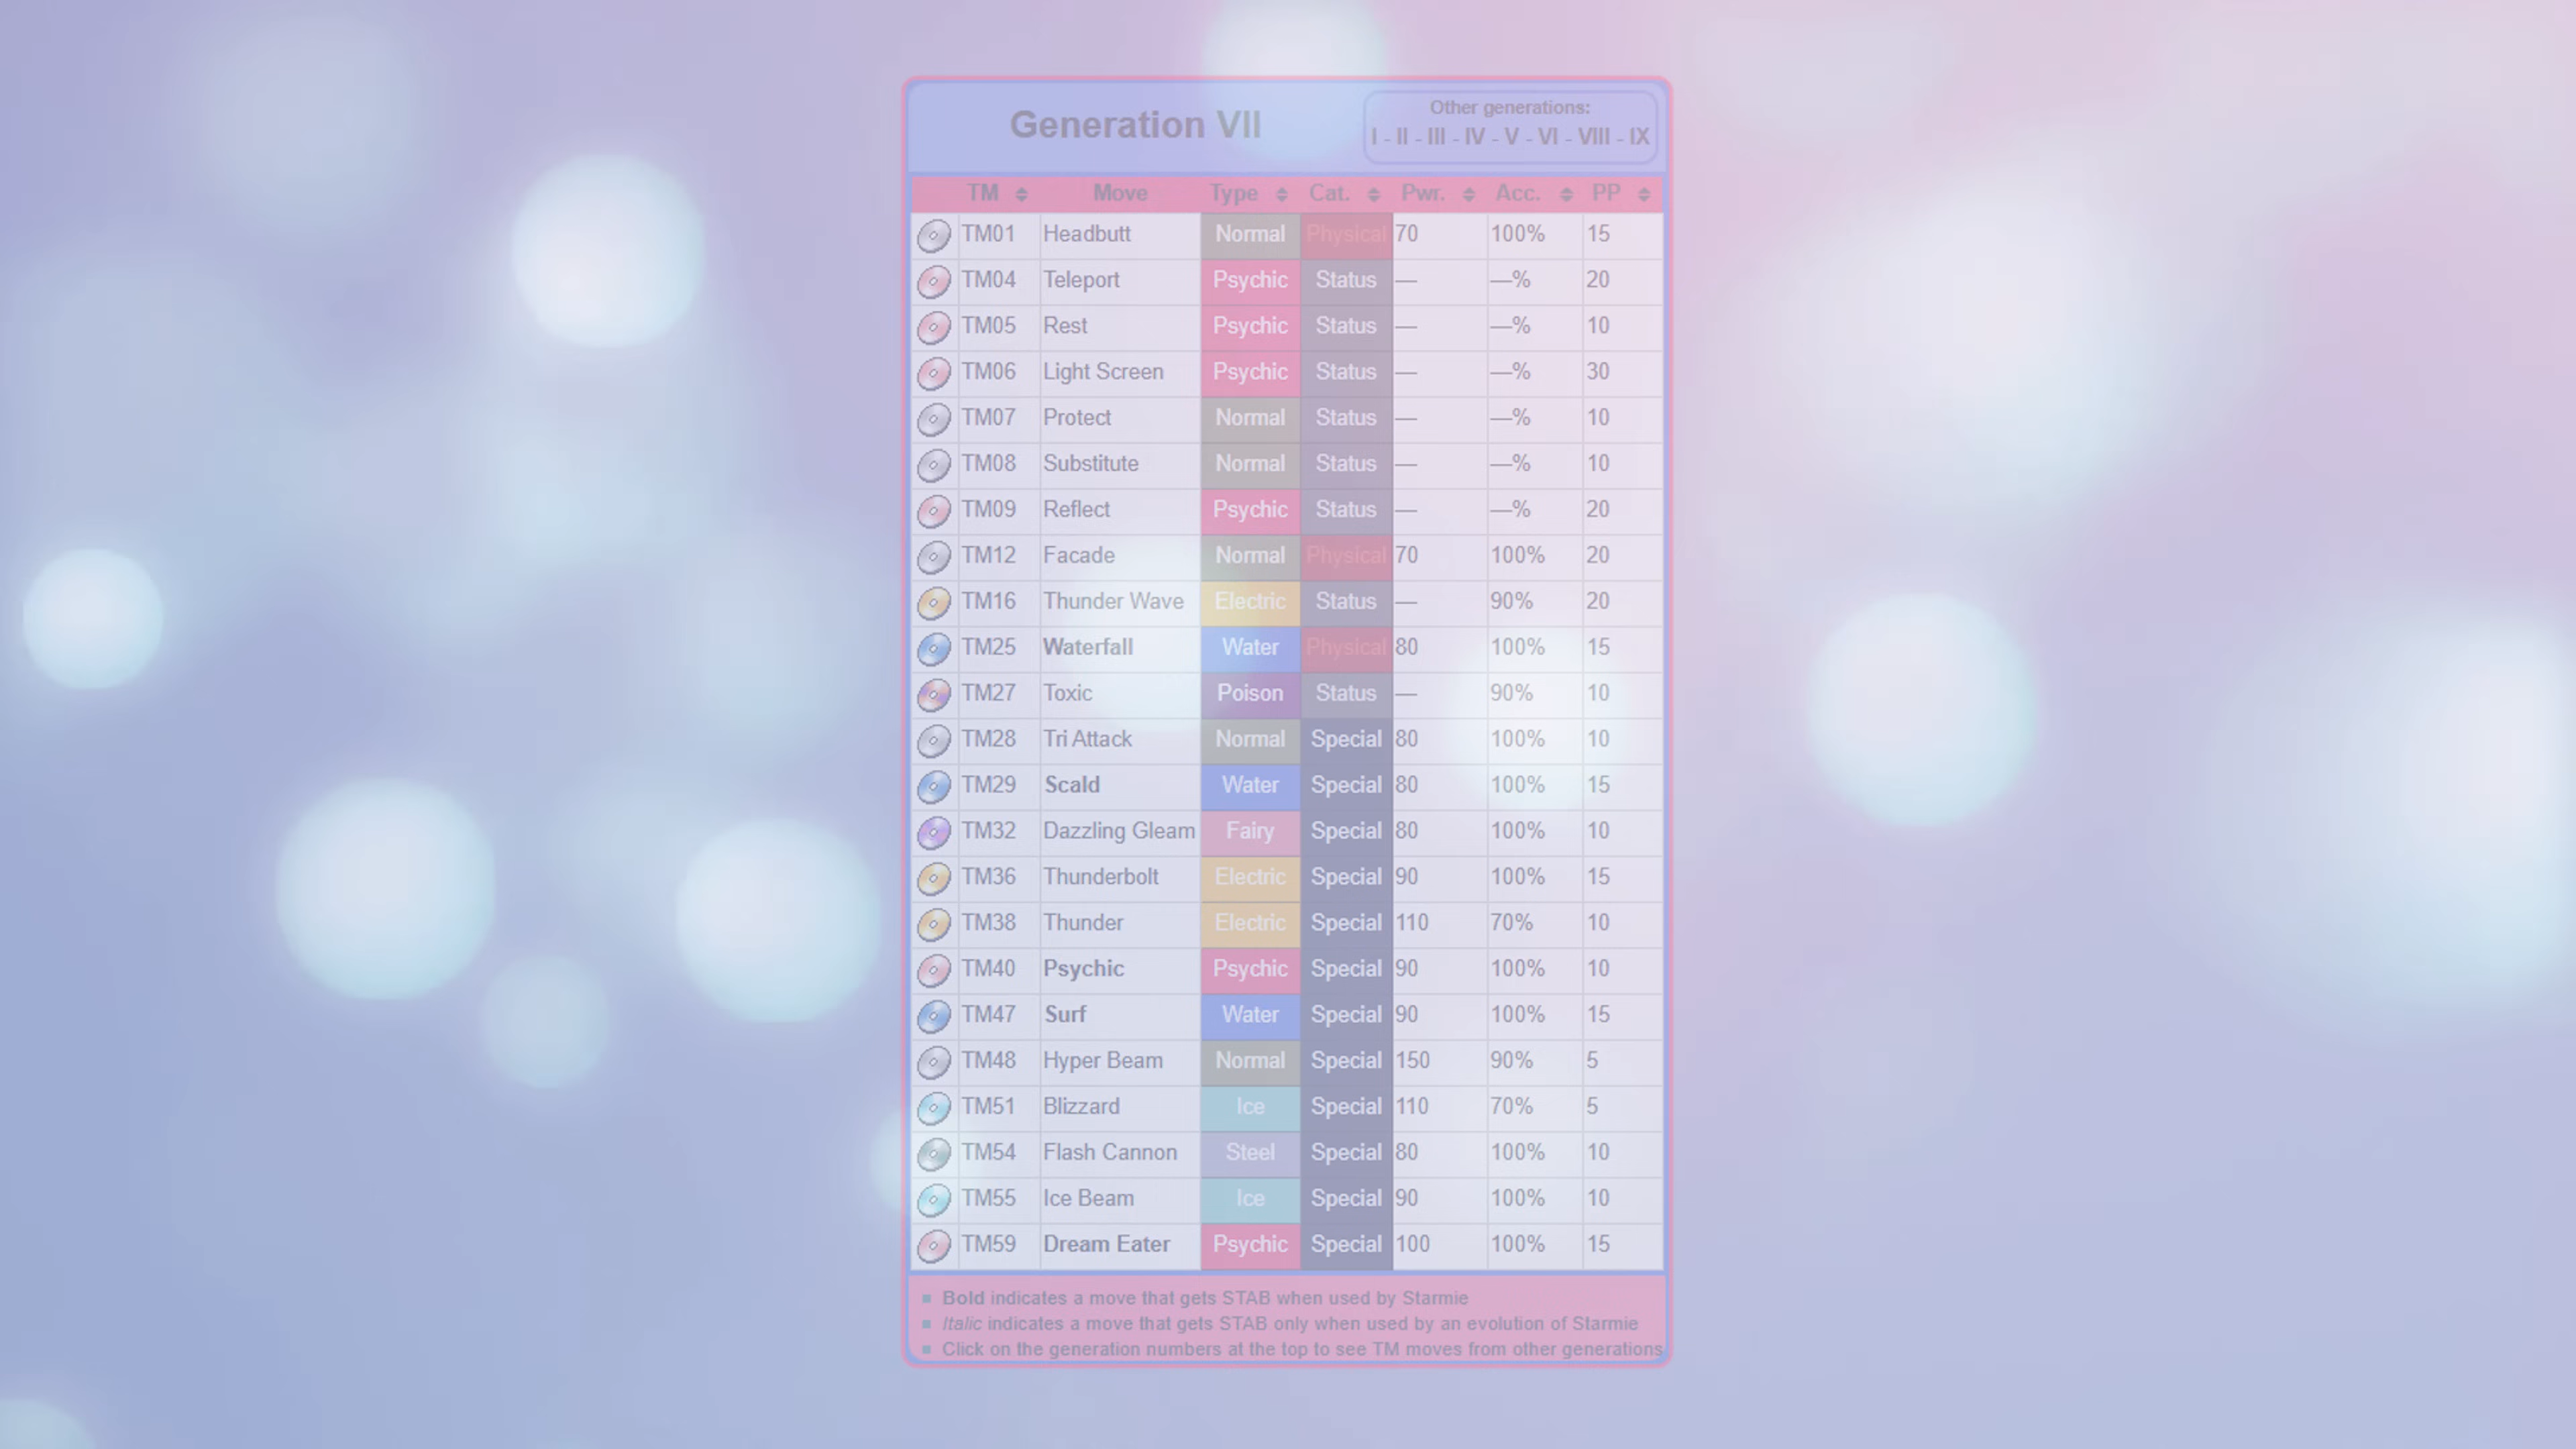 Generation VII
Other generations:
I - II - III - IV - V - VI - VIII - IX
TM Move Type Cat. Pwr. Acc. PP
TM01 Headbutt Normal Physical 70 100% 15
TM04 Teleport Psychic Status — —% 20
TM05 Rest Psychic Status — —% 10
TM06 Light Screen Psychic Status — —% 30
TM07 Protect Normal Status — —% 10
TM08 Substitute Normal Status — —% 10
TM09 Reflect Psychic Status — —% 20
TM12 Facade Normal Physical 70 100% 20
TM16 Thunder Wave Electric Status — 90% 20
TM25 Waterfall Water Physical 80 100% 15
TM27 Toxic Poison Status — 90% 10
TM28 Tri Attack Normal Special 80 100% 10
TM29 Scald Water Special 80 100% 15
TM32 Dazzling Gleam Fairy Special 80 100% 10
TM36 Thunderbolt Electric Special 90 100% 15
TM38 Thunder Electric Special 110 70% 10
TM40 Psychic Psychic Special 90 100% 10
TM47 Surf Water Special 90 100% 15
TM48 Hyper Beam Normal Special 150 90% 5
TM51 Blizzard Ice Special 110 70% 5
TM54 Flash Cannon Steel Special 80 100% 10
TM55 Ice Beam Ice Special 90 100% 10
TM59 Dream Eater Psychic Special 100 100% 15
Bold indicates a move that gets STAB when used by Starmie
Italic indicates a move that gets STAB only when used by an evolution of Starmie
Click on the generation numbers at the top to see TM moves from other generations